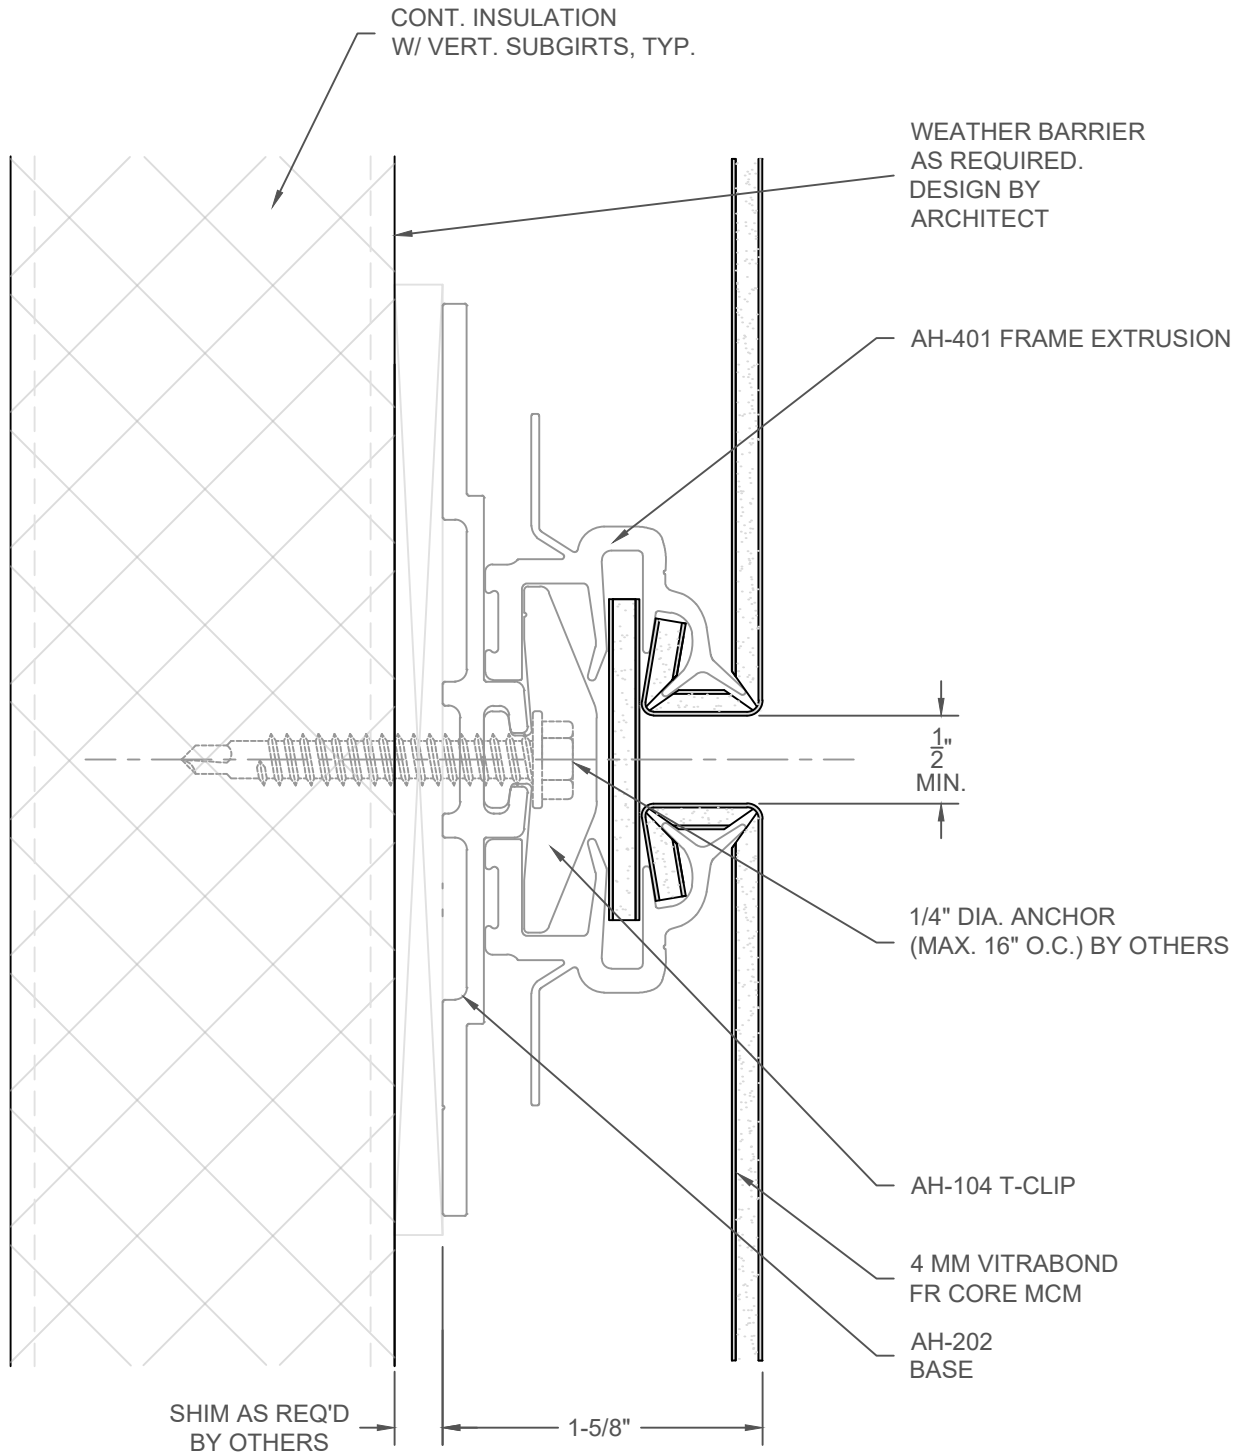 CONT. INSULATION
W/ VERT. SUBGIRTS, TYP.
WEATHER BARRIER
AS REQUIRED.
DESIGN BY
ARCHITECT
AH-401 FRAME EXTRUSION
1/2"
MIN.
1/4" DIA. ANCHOR
(MAX. 16" O.C.) BY OTHERS
AH-104 T-CLIP
4 MM VITRABOND
FR CORE MCM
AH-202
BASE
SHIM AS REQ'D
BY OTHERS
1-5/8"